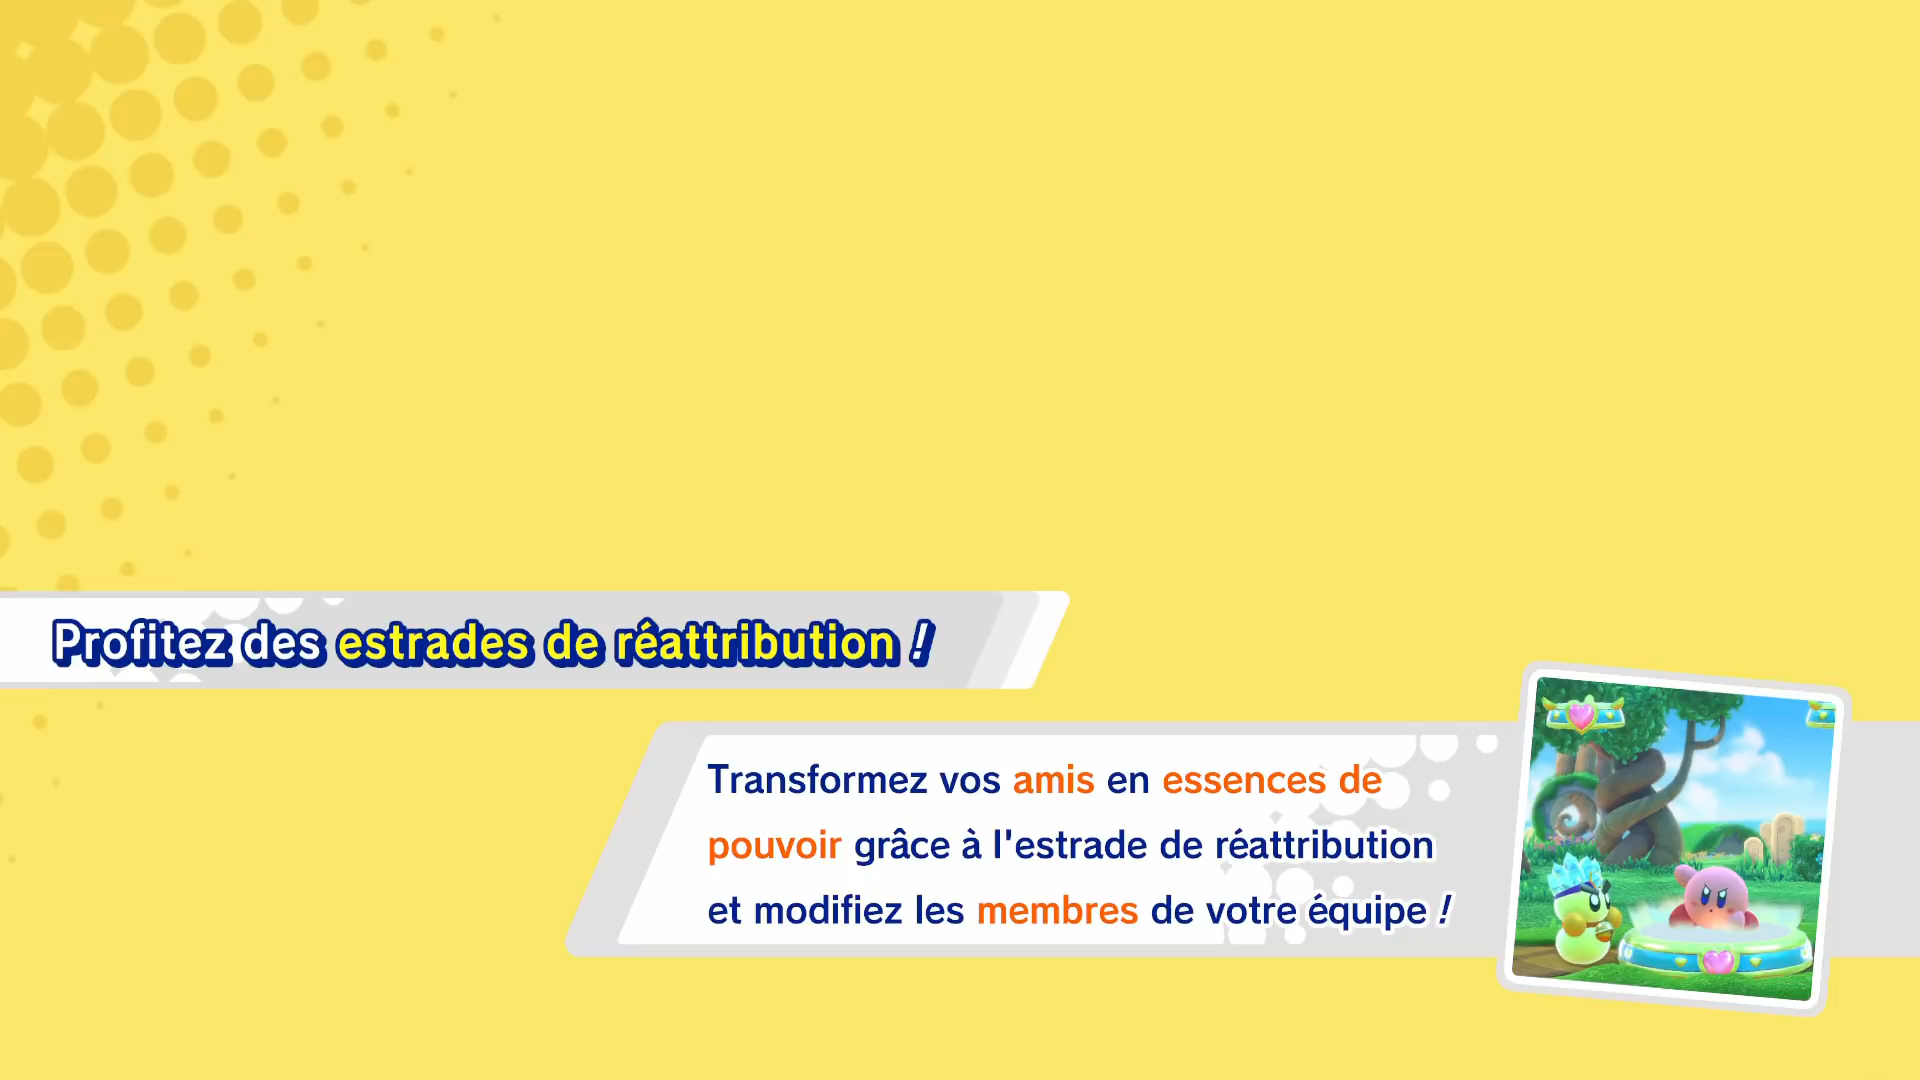 Profitez des estrades de réattribution !
Transformez vos amis en essences de
pouvoir grâce à l'estrade de réattribution
et modifiez les membres de votre équipe !